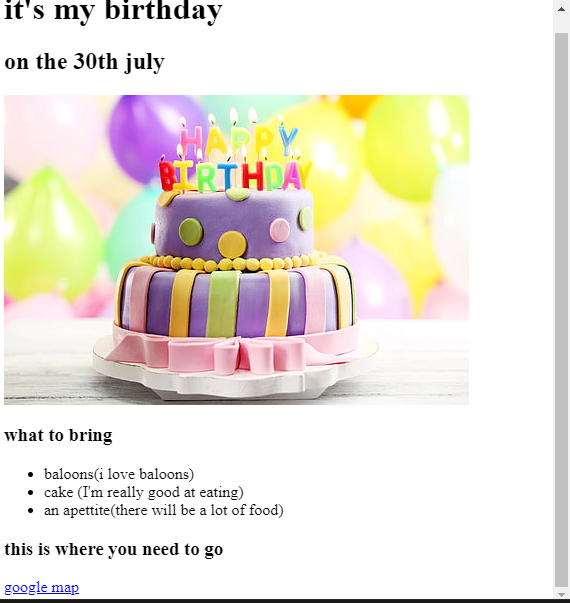 it's my birthday
on the 30th july
HAPPY
BIRTHDAY
what to bring
baloons(i love baloons)
cake (I'm really good at eating)
an apettite(there will be a lot of food)
this is where you need to go
google map